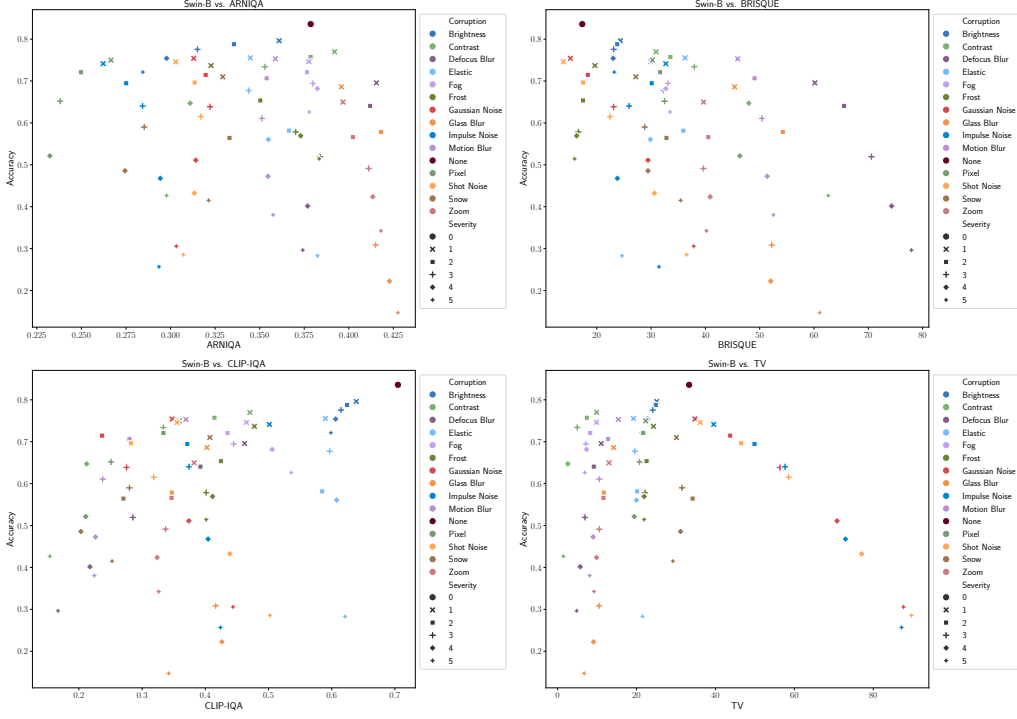 Swin-B vs. ARNIQA
Accuracy
0.8
0.7
0.6
0.5
0.4
0.3
0.2
0.225
0.250
0.275
0.300
0.325
0.350
0.375
0.400
0.425
ARNIQA
Corruption
Brightness
Contrast
Defocus Blur
Elastic
Fog
Frost
Gaussian Noise
Glass Blur
Impulse Noise
Motion Blur
None
Pixel
Shot Noise
Snow
Zoom
Severity
0
1
2
3
4
5
Swin-B vs. BRISQUE
Accuracy
0.8
0.7
0.6
0.5
0.4
0.3
0.2
20
30
40
50
60
70
80
BRISQUE
Corruption
Brightness
Contrast
Defocus Blur
Elastic
Fog
Frost
Gaussian Noise
Glass Blur
Impulse Noise
Motion Blur
None
Pixel
Shot Noise
Snow
Zoom
Severity
0
1
2
3
4
5
Swin-B vs. CLIP-IQA
Accuracy
0.8
0.7
0.6
0.5
0.4
0.3
0.2
0.2
0.3
0.4
0.5
0.6
0.7
CLIP-IQA
Corruption
Brightness
Contrast
Defocus Blur
Elastic
Fog
Frost
Gaussian Noise
Glass Blur
Impulse Noise
Motion Blur
None
Pixel
Shot Noise
Snow
Zoom
Severity
0
1
2
3
4
5
Swin-B vs. TV
Accuracy
0.8
0.7
0.6
0.5
0.4
0.3
0.2
0
20
40
60
80
TV
Corruption
Brightness
Contrast
Defocus Blur
Elastic
Fog
Frost
Gaussian Noise
Glass Blur
Impulse Noise
Motion Blur
None
Pixel
Shot Noise
Snow
Zoom
Severity
0
1
2
3
4
5